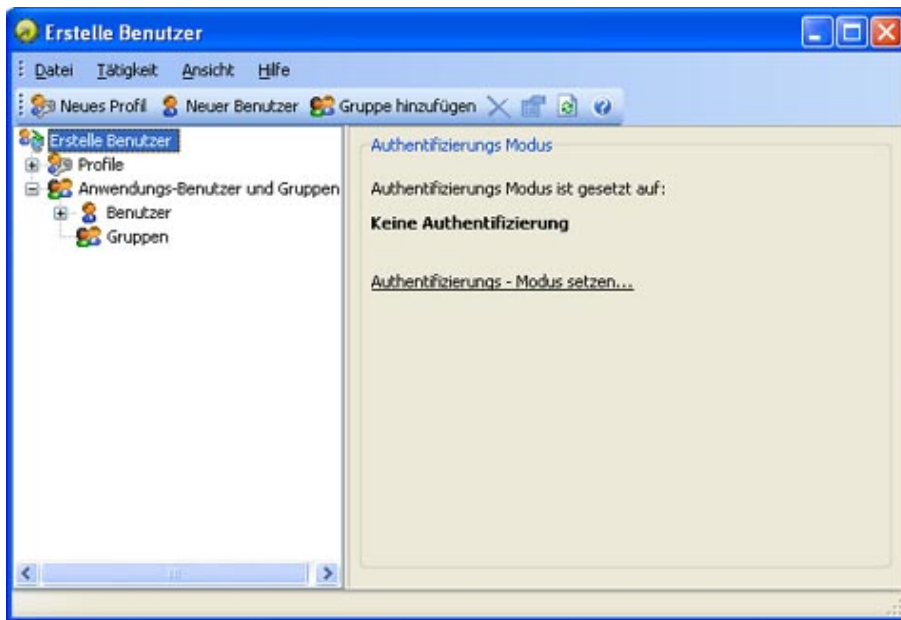 Erstelle Benutzer
Datei Tätigkeit Ansicht Hilfe
Neues Profil Neuer Benutzer Gruppe hinzufügen
Erstelle Benutzer
Profile
Anwendungs-Benutzer und Gruppen
Benutzer
Gruppen
Authentifizierungs Modus
Authentifizierungs Modus ist gesetzt auf:
Keine Authentifizierung
Authentifizierungs - Modus setzen...